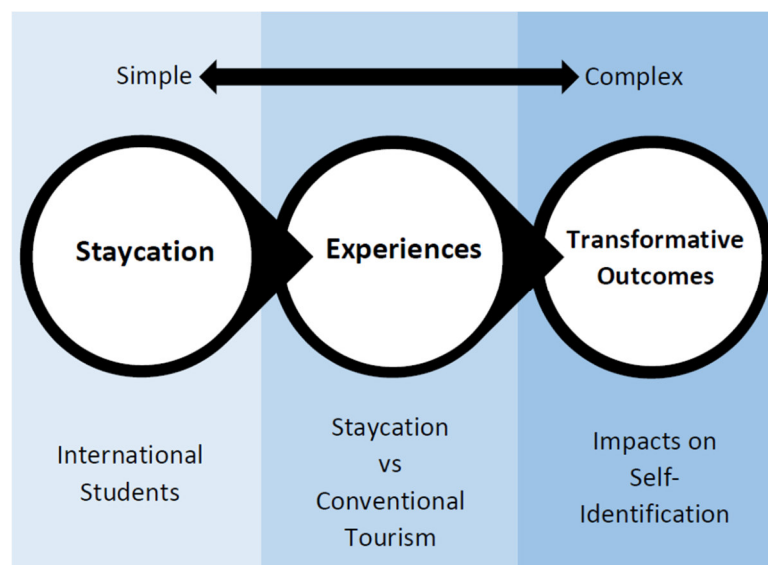 Simple
Complex
Staycation
Experiences
Transformative
Outcomes
International
Students
Staycation
vs
Conventional
Tourism
Impacts on
Self-
Identification